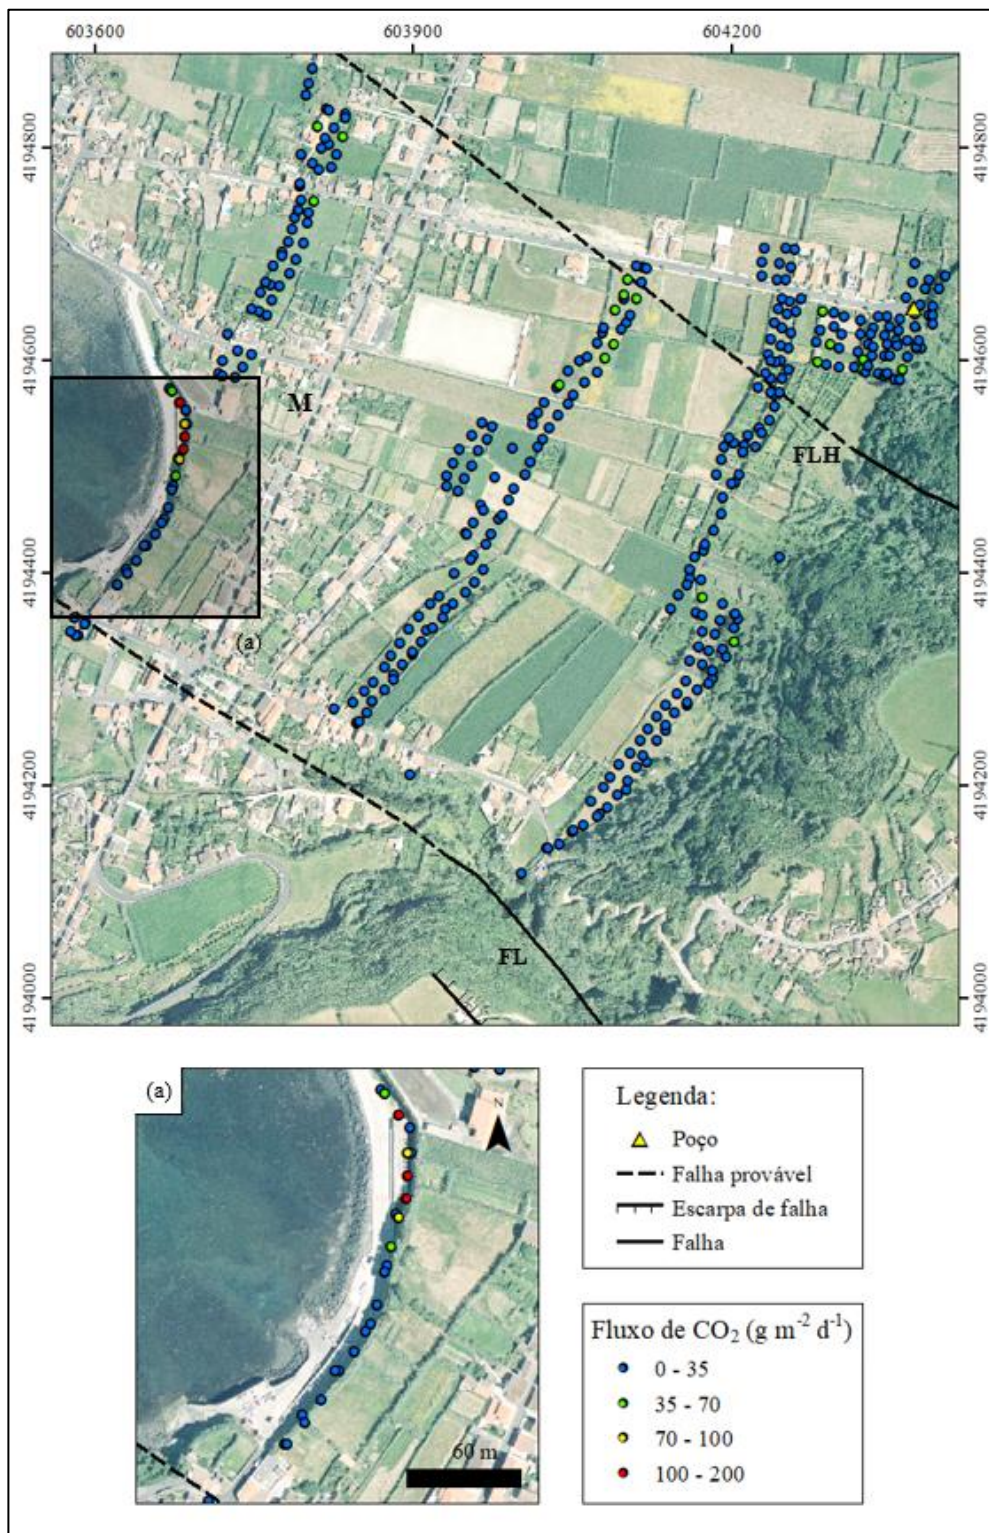 603600 603900 604200
4194800 4194800
4194600 4194600
M
FLH
4194400 4194400
(a)
4194200 4194200
FL
4194000 4194000
(a)
N
60 m
Legenda:
Poço
Falha provável
Escarpa de falha
Falha
Fluxo de CO₂ (g m⁻² d⁻¹)
0 - 35
35 - 70
70 - 100
100 - 200